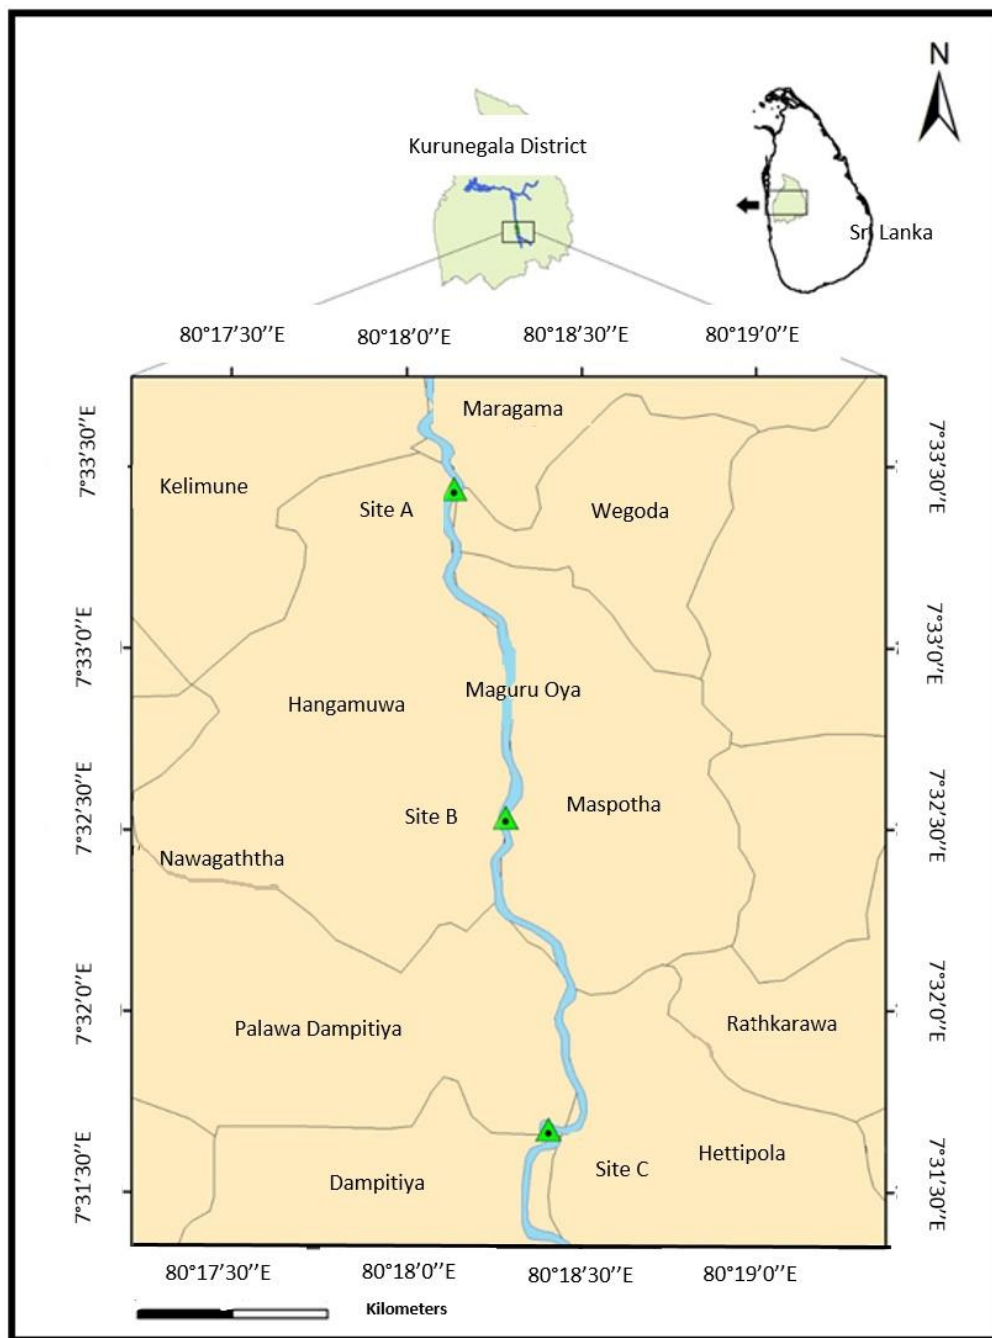 N
Kurunegala District
Sri Lanka
80°17’30’’E
80°18’0’’E
80°18’30’’E
80°19’0’’E
Maragama
7°33’30’’E
7°33’30’’E
Kelimune
Site A
Wegoda
7°33’0’’E
7°33’0’’E
Maguru Oya
Hangamuwa
7°32’30’’E
7°32’30’’E
Maspotha
Site B
Nawagaththa
7°32’0’’E
7°32’0’’E
Palawa Dampitiya
Rathkarawa
Hettipola
Site C
Dampitiya
7°31’30’’E
7°31’30’’E
80°17’30’’E
80°18’0’’E
80°18’30’’E
80°19’0’’E
Kilometers